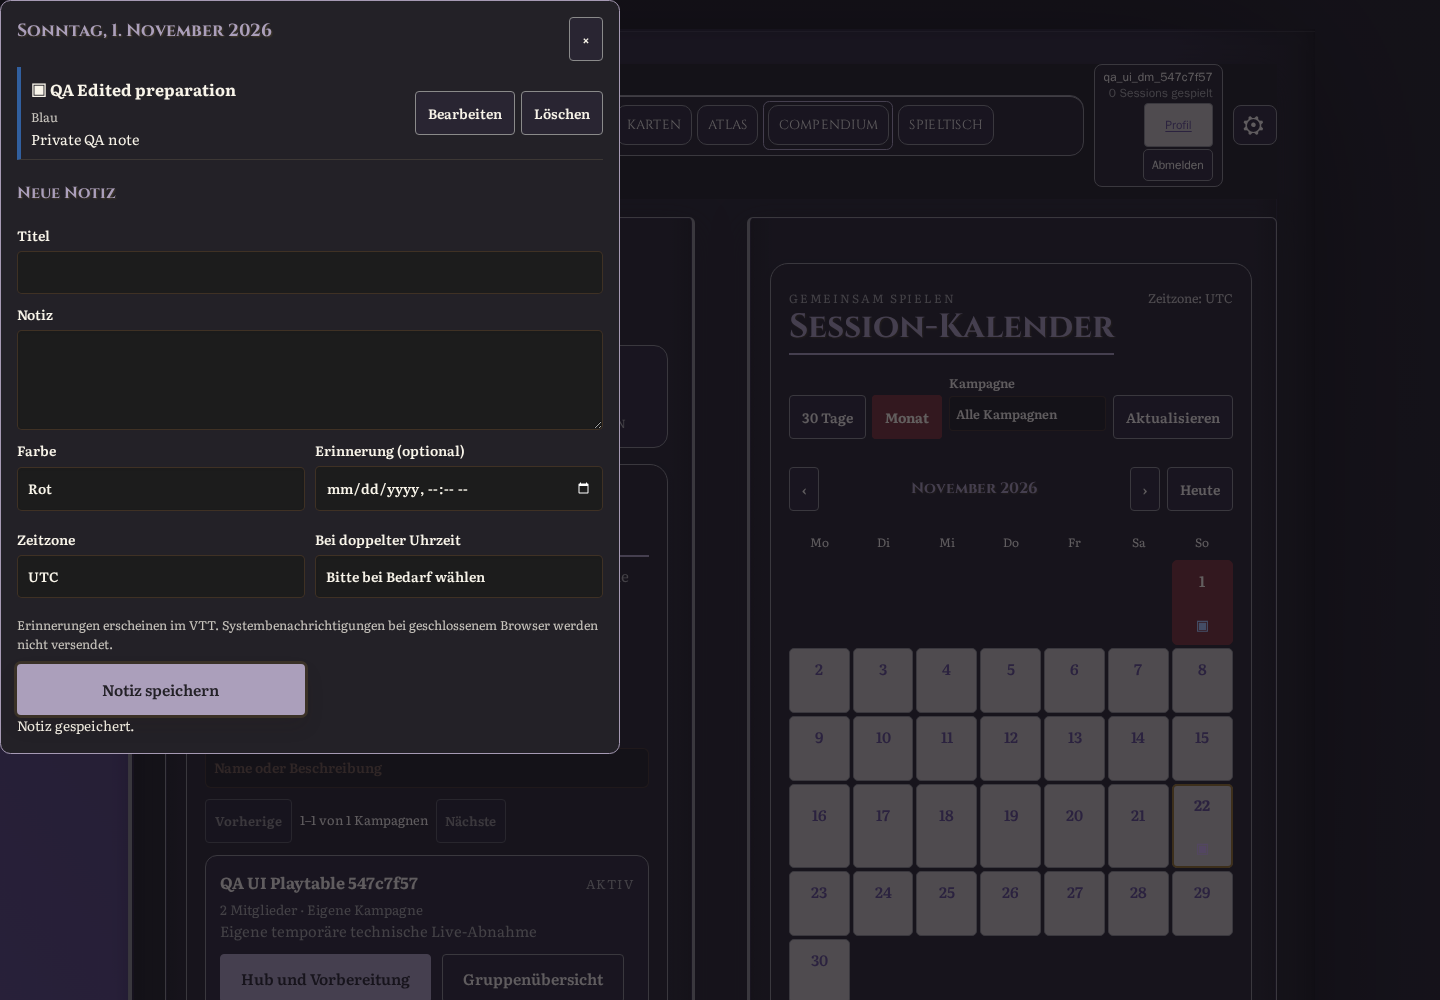 Sonntag, 1. November 2026
×
▣ QA Edited preparation
Blau
Private QA note
Bearbeiten
Löschen
Neue Notiz
Titel
Notiz
Farbe
Erinnerung (optional)
Rot
mm/dd/yyyy, --:-- --
Zeitzone
Bei doppelter Uhrzeit
UTC
Bitte bei Bedarf wählen
Erinnerungen erscheinen im VTT. Systembenachrichtigungen bei geschlossenem Browser werden
nicht versendet.
Notiz speichern
Notiz gespeichert.
KARTEN
ATLAS
COMPENDIUM
SPIELTISCH
qa_ui_dm_547c7f57
0 Sessions gespielt
Profil
Abmelden
GEMEINSAM SPIELEN
Zeitzone: UTC
Session-Kalender
Kampagne
30 Tage
Monat
Alle Kampagnen
Aktualisieren
‹
November 2026
›
Heute
Mo Di Mi Do Fr Sa So
1
▣
2 3 4 5 6 7 8
9 10 11 12 13 14 15
16 17 18 19 20 21 22
23 24 25 26 27 28 29
30
Name oder Beschreibung
Vorherige
1–1 von 1 Kampagnen
Nächste
QA UI Playtable 547c7f57
AKTIV
2 Mitglieder · Eigene Kampagne
Eigene temporäre technische Live-Abnahme
Hub und Vorbereitung
Gruppenübersicht